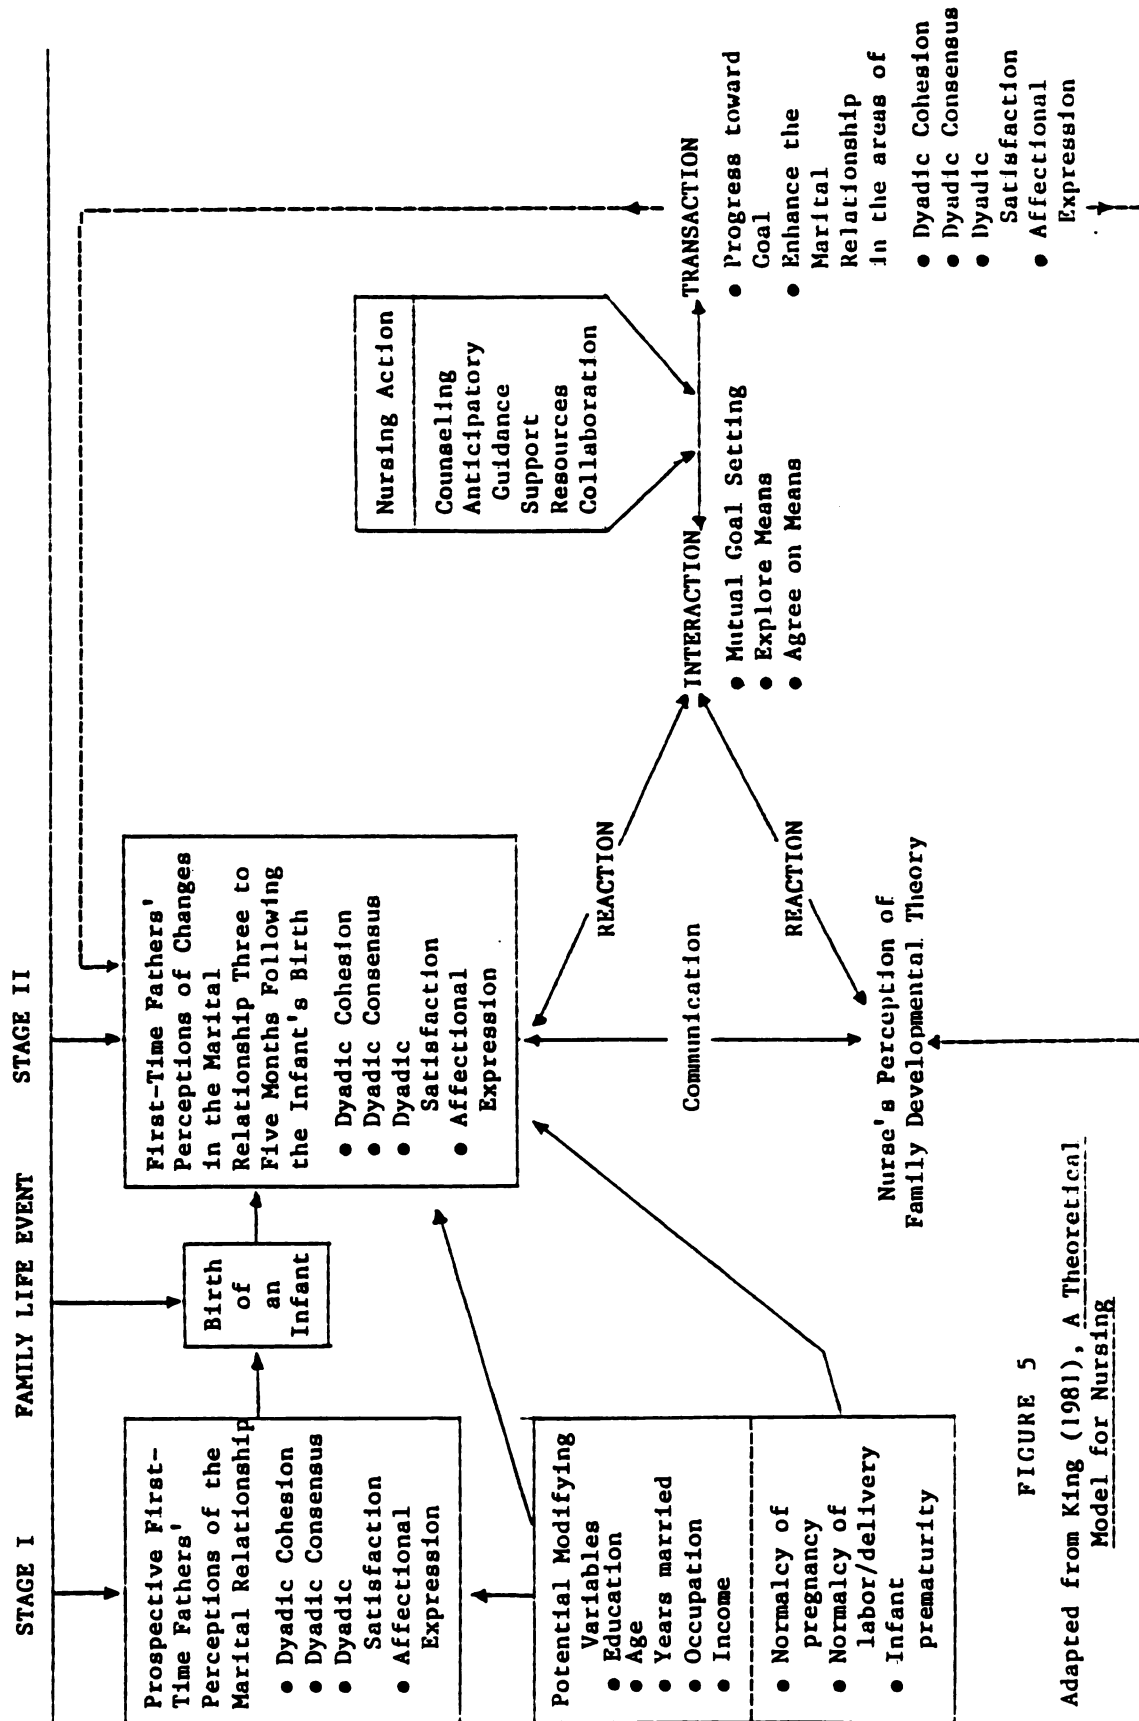 STAGE I
FAMILY LIFE EVENT
STAGE II
Prospective First-
Time Fathers'
Perceptions of the
Marital Relationship
● Dyadic Cohesion
● Dyadic Consensus
● Dyadic
Satisfaction
● Affectional
Expression
Birth
of
an
Infant
First-Time Fathers'
Perceptions of Changes
in the Marital
Relationship Three to
Five Months Following
the Infant's Birth
● Dyadic Cohesion
● Dyadic Consensus
● Dyadic
Satisfaction
● Affectional
Expression
Potential Modifying
Variables
● Education
● Age
● Years married
● Occupation
● Income
● Normalcy of
pregnancy
● Normalcy of
labor/delivery
● Infant
prematurity
REACTION
Communication
REACTION
Nurse's Perception of
Family Developmental Theory
Nursing Action
Counseling
Anticipatory
Guidance
Support
Resources
Collaboration
INTERACTION
● Mutual Goal Setting
● Explore Means
● Agree on Means
TRANSACTION
● Progress toward
Goal
● Enhance the
Marital
Relationship
in the areas of
● Dyadic Cohesion
● Dyadic Consensus
● Dyadic
Satisfaction
● Affectional
Expression
FIGURE 5
Adapted from King (1981), A Theoretical
Model for Nursing